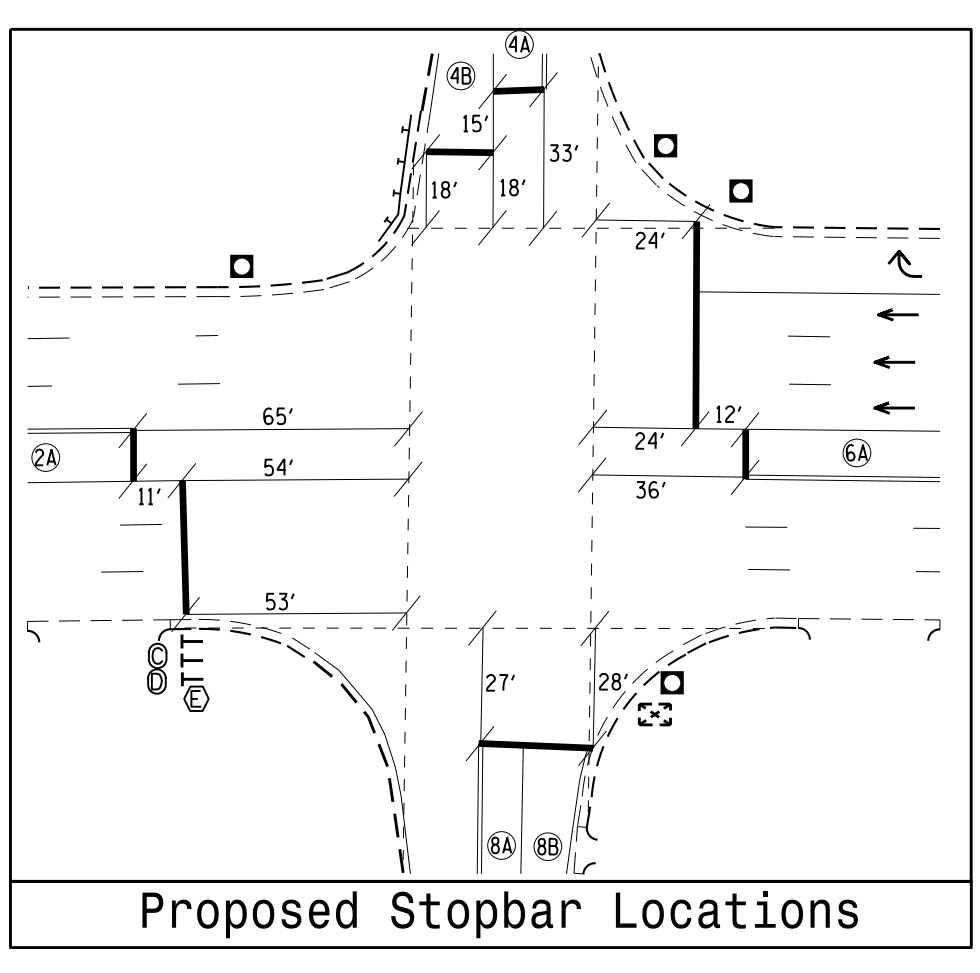 4A
4B
15′
33′
18′
18′
24′
65′
12′
24′
2A
6A
54′
11′
36′
53′
C
D
E
27′
28′
8A
8B
Proposed Stopbar Locations